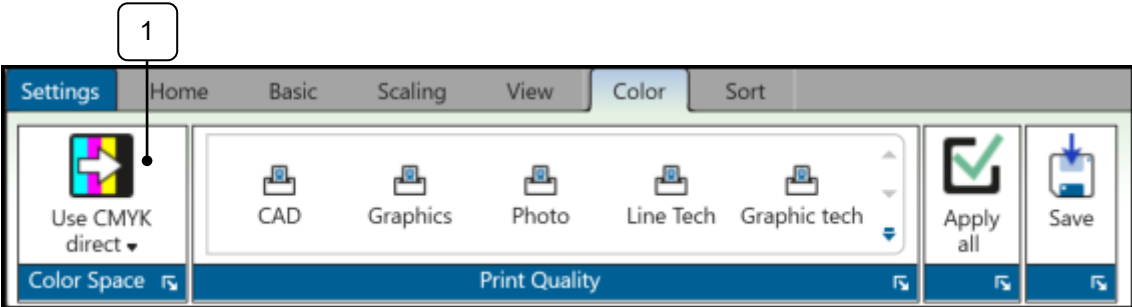 1
Settings Home Basic Scaling View Color Sort
Use CMYK direct
CAD Graphics Photo Line Tech Graphic tech
Apply all
Save
Color Space Print Quality